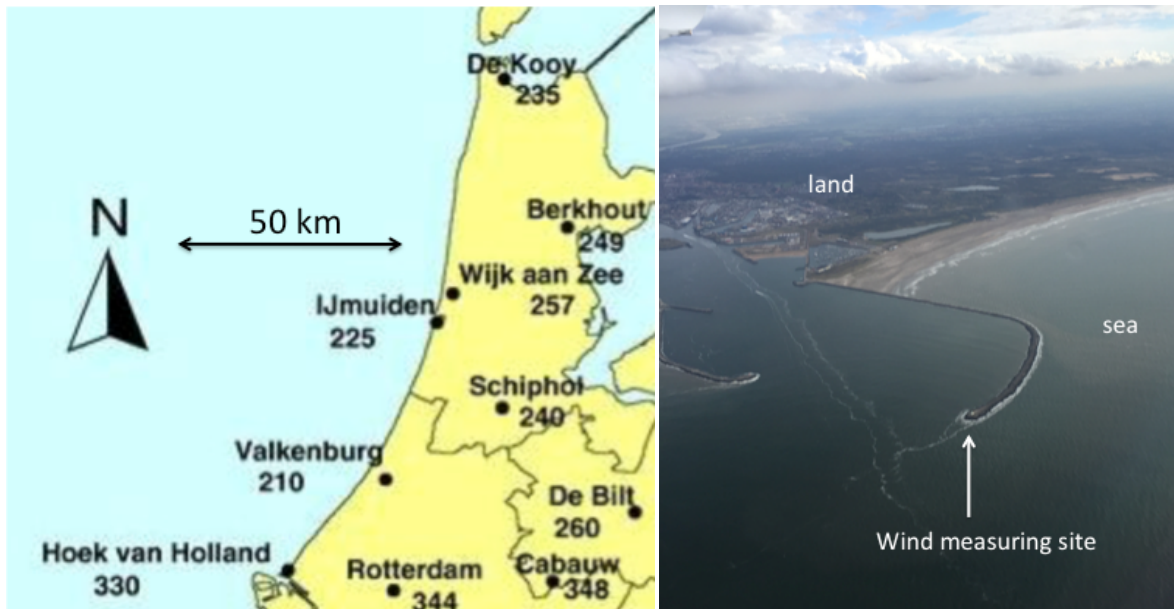 De Kooy
235
N
50 km
Berkhout
249
Wijk aan Zee
257
IJmuiden
225
Schiphol
240
Valkenburg
210
De Bilt
260
Hoek van Holland
330
Rotterdam
344
Cabauw
348
land
sea
Wind measuring site